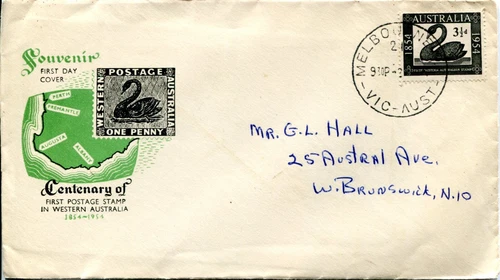 Souvenir
FIRST DAY
COVER
PERTH
FREMANTLE
AUGUSTA
ALBANY
WESTERN
POSTAGE
AUSTRALIA
ONE PENNY
Centenary of
FIRST POSTAGE STAMP
IN WESTERN AUSTRALIA
1854-1954
MELBO
VIC-AUST
AUSTRALIA
1854
3½d
1954
MR. G.L. HALL
25 Austral Ave.
W. BRUNSWICK, N.10